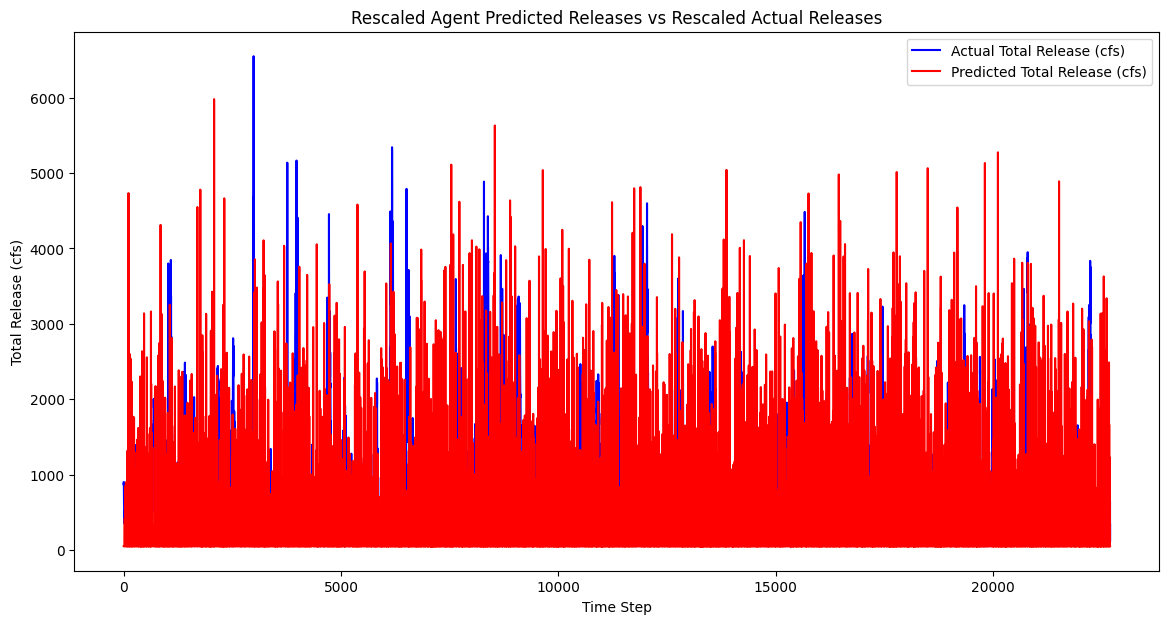 Rescaled Agent Predicted Releases vs Rescaled Actual Releases
Actual Total Release (cfs)
Predicted Total Release (cfs)
Total Release (cfs)
6000
5000
4000
3000
2000
1000
0
0 5000 10000 15000 20000
Time Step